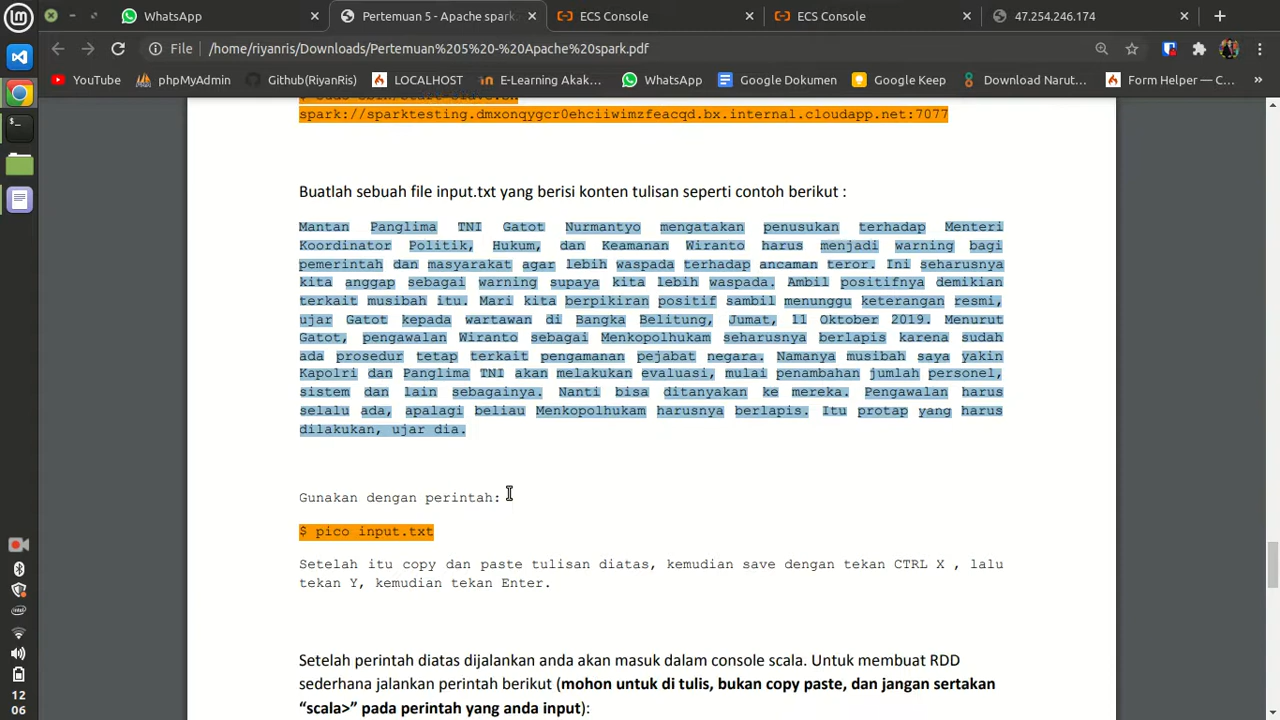 WhatsApp
Pertemuan 5 - Apache spark
ECS Console
ECS Console
47.254.246.174
File /home/riyanris/Downloads/Pertemuan%205%20-%20Apache%20spark.pdf
YouTube phpMyAdmin Github(RiyanRis) LOCALHOST E-Learning Akak... WhatsApp Google Dokumen Google Keep Download Narut... Form Helper — C... »
spark://sparktesting.dmxonqygcr0ehciiwimzfeacqd.bx.internal.cloudapp.net:7077
Buatlah sebuah file input.txt yang berisi konten tulisan seperti contoh berikut :
Mantan Panglima TNI Gatot Nurmantyo mengatakan penusukan terhadap Menteri
Koordinator Politik, Hukum, dan Keamanan Wiranto harus menjadi warning bagi
pemerintah dan masyarakat agar lebih waspada terhadap ancaman teror. Ini seharusnya
kita anggap sebagai warning supaya kita lebih waspada. Ambil positifnya demikian
terkait musibah itu. Mari kita berpikiran positif sambil menunggu keterangan resmi,
ujar Gatot kepada wartawan di Bangka Belitung, Jumat, 11 Oktober 2019. Menurut
Gatot, pengawalan Wiranto sebagai Menkopolhukam seharusnya berlapis karena sudah
ada prosedur tetap terkait pengamanan pejabat negara. Namanya musibah saya yakin
Kapolri dan Panglima TNI akan melakukan evaluasi, mulai penambahan jumlah personel,
sistem dan lain sebagainya. Nanti bisa ditanyakan ke mereka. Pengawalan harus
selalu ada, apalagi beliau Menkopolhukam harusnya berlapis. Itu protap yang harus
dilakukan, ujar dia.
Gunakan dengan perintah:
$ pico input.txt
Setelah itu copy dan paste tulisan diatas, kemudian save dengan tekan CTRL X , lalu
tekan Y, kemudian tekan Enter.
Setelah perintah diatas dijalankan anda akan masuk dalam console scala. Untuk membuat RDD
sederhana jalankan perintah berikut (mohon untuk di tulis, bukan copy paste, dan jangan sertakan
“scala>” pada perintah yang anda input):
12
06